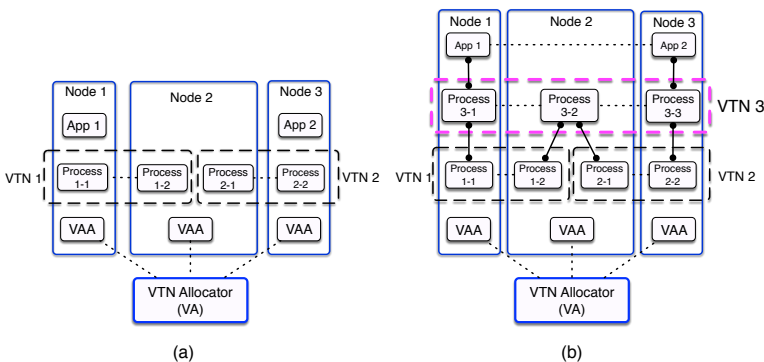 Node 1
Node 2
Node 3
App 1
App 2
VTN 1
Process
1-1
Process
1-2
Process
2-1
Process
2-2
VTN 2
VAA
VAA
VAA
VTN Allocator
(VA)
(a)
Node 1
Node 2
Node 3
App 1
App 2
Process
3-1
Process
3-2
Process
3-3
VTN 3
VTN 1
Process
1-1
Process
1-2
Process
2-1
Process
2-2
VTN 2
VAA
VAA
VAA
VTN Allocator
(VA)
(b)